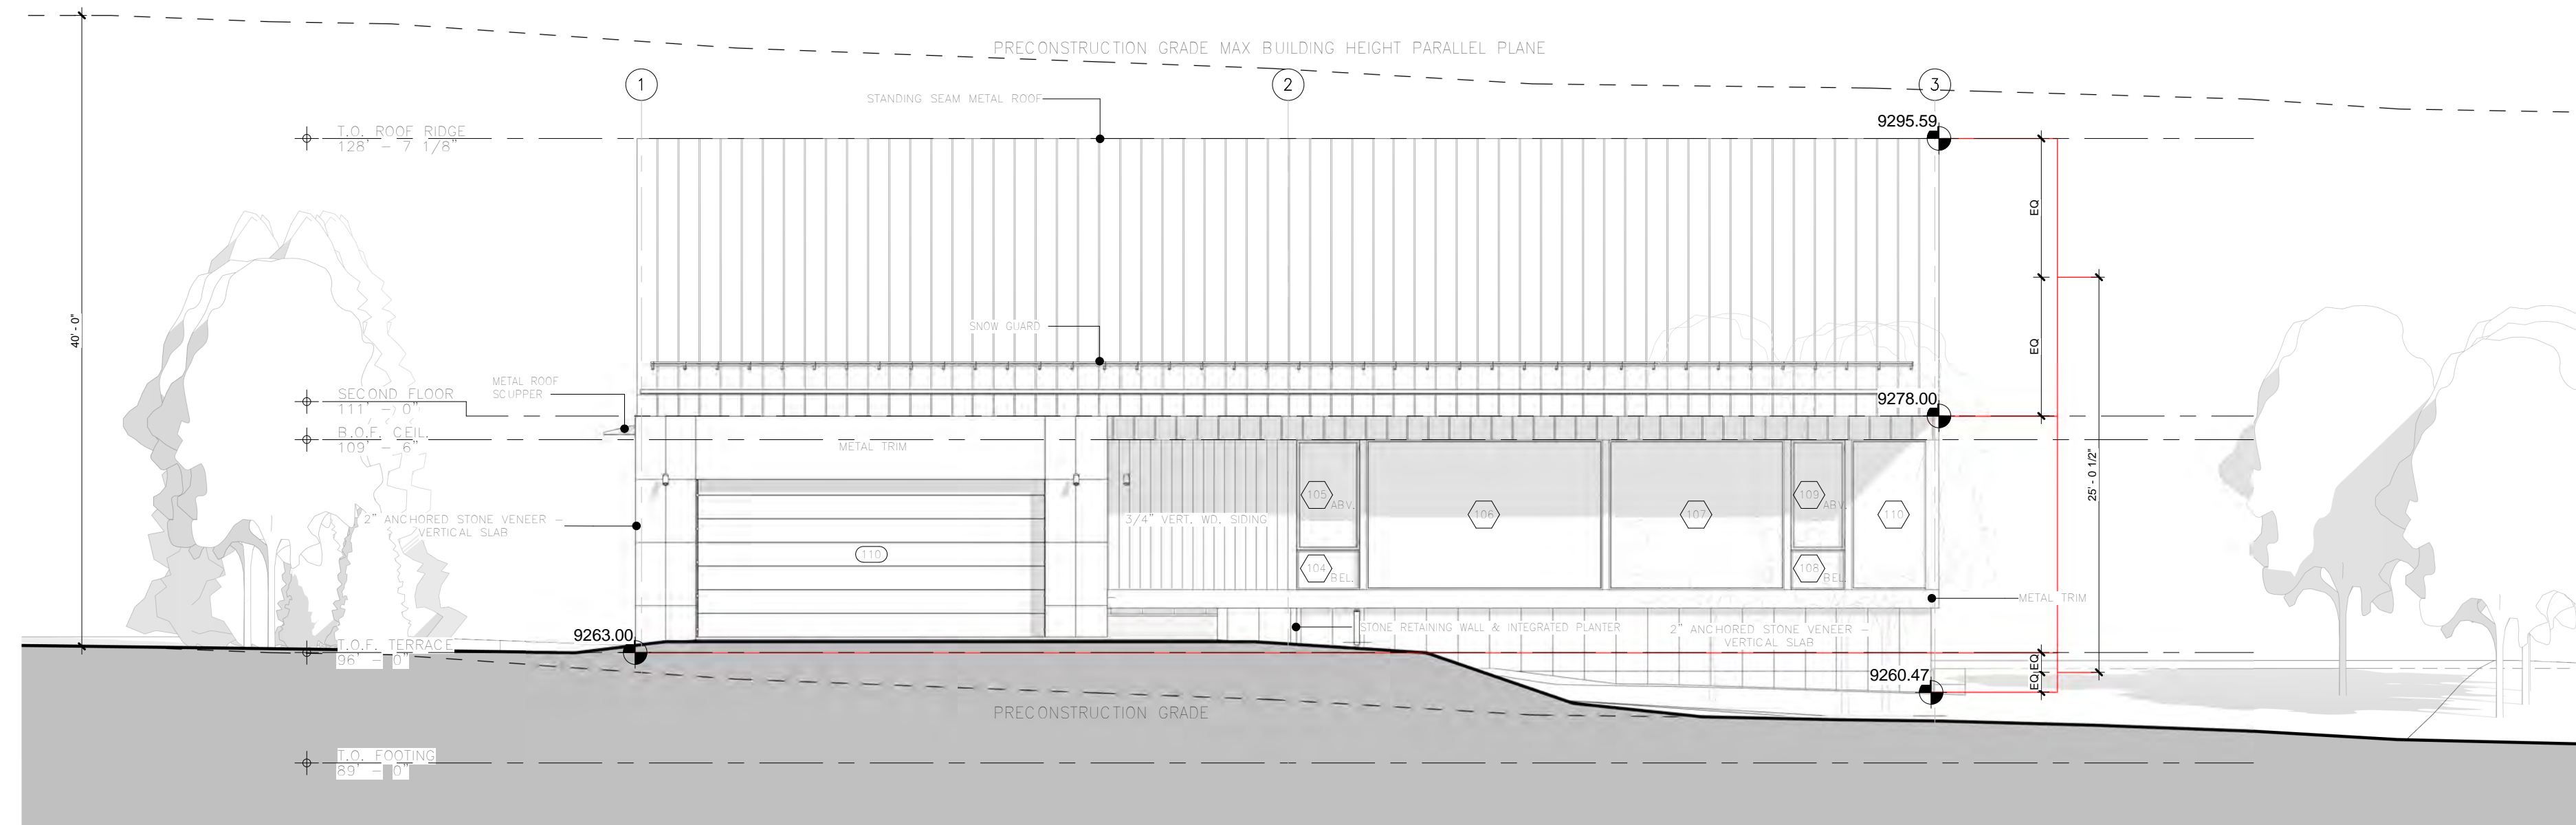 PRECONSTRUCTION GRADE MAX BUILDING HEIGHT PARALLEL PLANE
1
2
3
STANDING SEAM METAL ROOF
9295.59
T.O. ROOF RIDGE
128' - 7 1/8"
EQ
40' - 0"
SNOW GUARD
EQ
METAL ROOF
SCUPPER
SECOND FLOOR
111' - 0"
9278.00
B.O.F. CEIL.
109' - 6"
METAL TRIM
25' - 0 1/2"
105
ABV.
106
107
109
ABV.
110
2" ANCHORED STONE VENEER -
VERTICAL SLAB
3/4" VERT. WD. SIDING
110
104
BEL.
108
BEL.
METAL TRIM
9263.00
STONE RETAINING WALL & INTEGRATED PLANTER
2" ANCHORED STONE VENEER -
VERTICAL SLAB
T.O.F. TERRACE
96' - 0"
EQ
EQ
9260.47
PRECONSTRUCTION GRADE
T.O. FOOTING
89' - 0"